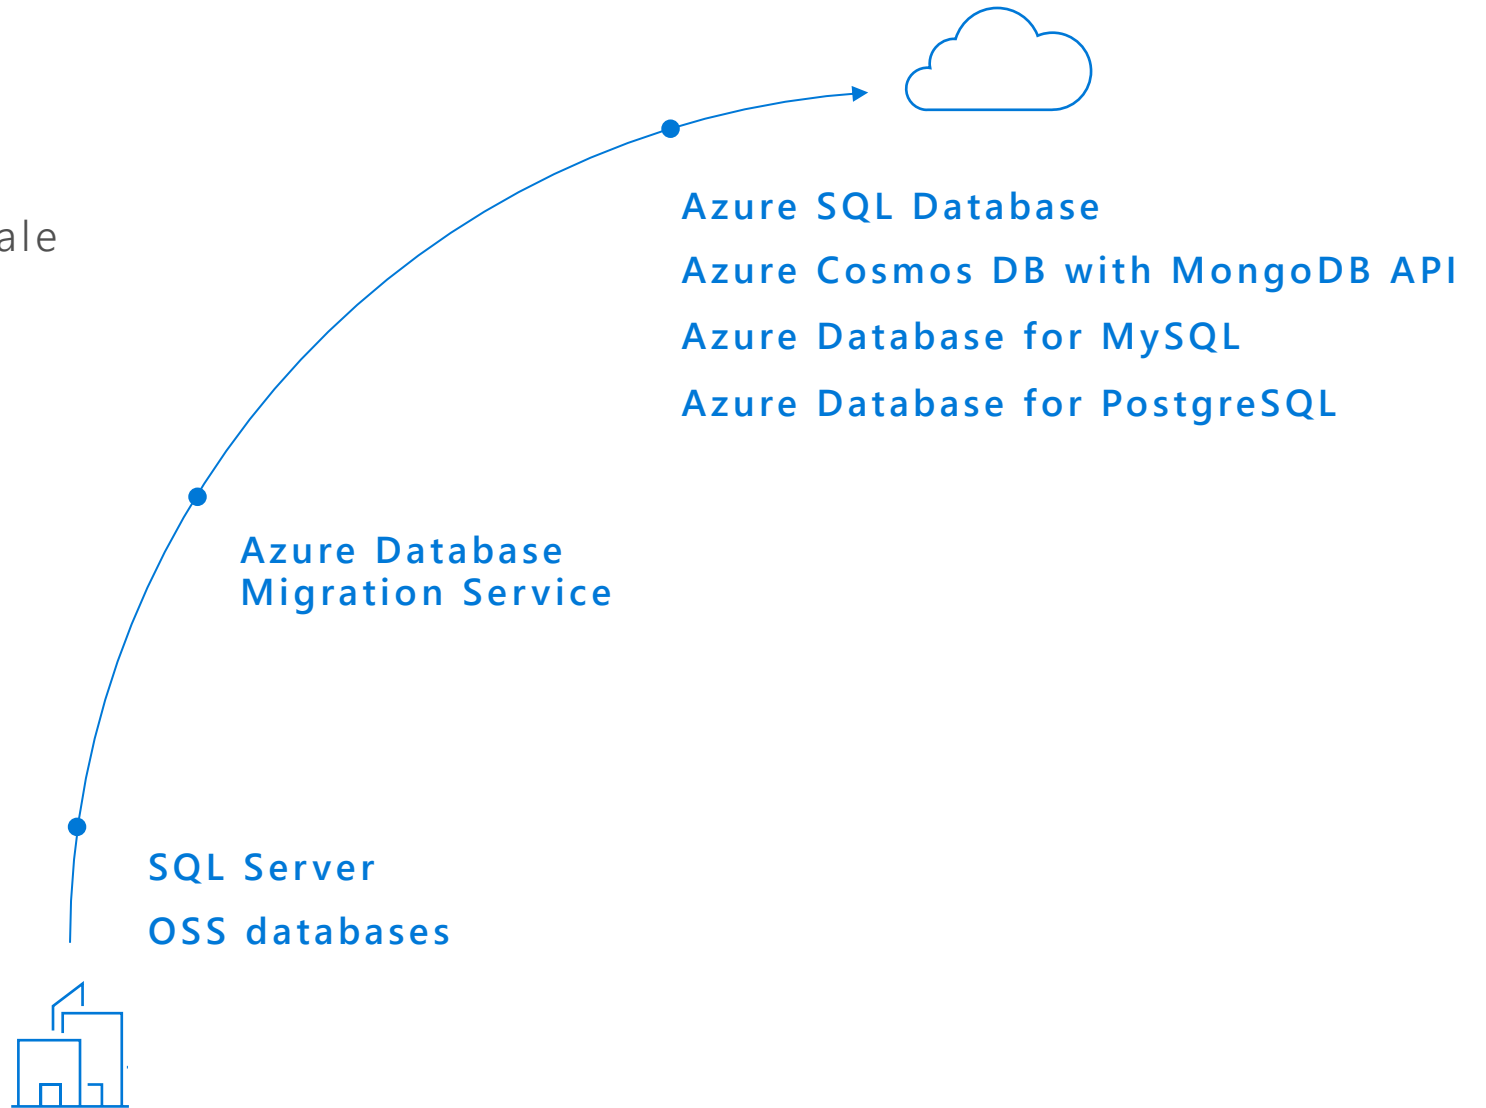 ale
Azure SQL Database
Azure Cosmos DB with MongoDB API
Azure Database for MySQL
Azure Database for PostgreSQL
Azure Database
Migration Service
SQL Server
OSS databases